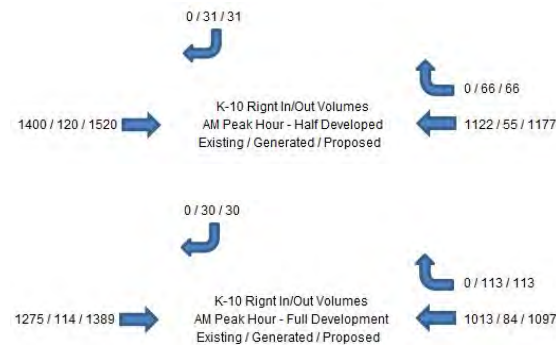 0 / 31 / 31
0 / 66 / 66
K-10 Rignt In/Out Volumes
1400 / 120 / 1520
AM Peak Hour - Half Developed
1122 / 55 / 1177
Existing / Generated / Proposed
0 / 30 / 30
0 / 113 / 113
K-10 Rignt In/Out Volumes
1275 / 114 / 1389
AM Peak Hour - Full Development
1013 / 84 / 1097
Existing / Generated / Proposed